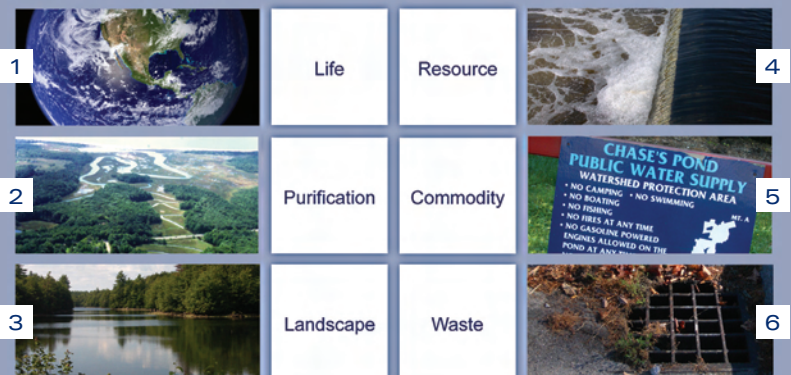 1
Life
Resource
4
2
Purification
Commodity
CHASE'S POND
PUBLIC WATER SUPPLY
WATERSHED PROTECTION AREA
• NO CAMPING • NO SWIMMING
• NO BOATING
• NO FISHING
• NO FIRES AT ANY TIME
• NO GASOLINE POWERED
ENGINES ALLOWED ON THE
POND AT ANY TIME
MT. A
5
3
Landscape
Waste
6